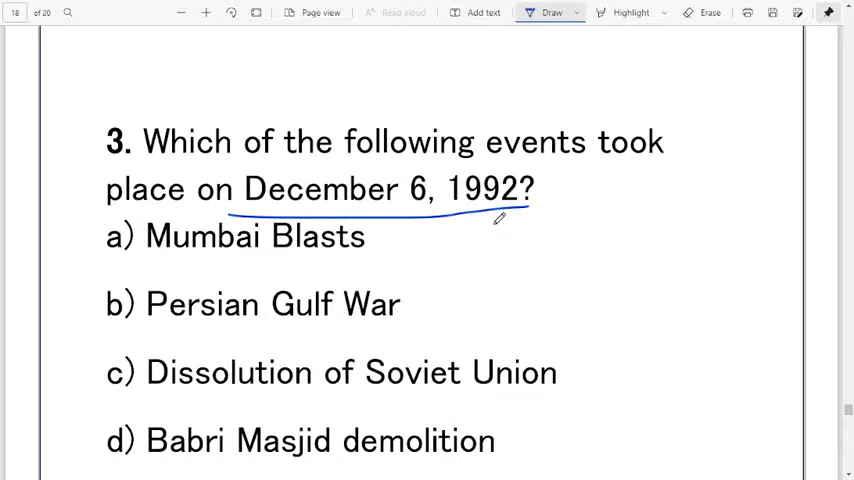 18 of 20 Page view Read aloud Add text Draw Highlight Erase
3. Which of the following events took
place on December 6, 1992?
a) Mumbai Blasts
b) Persian Gulf War
c) Dissolution of Soviet Union
d) Babri Masjid demolition